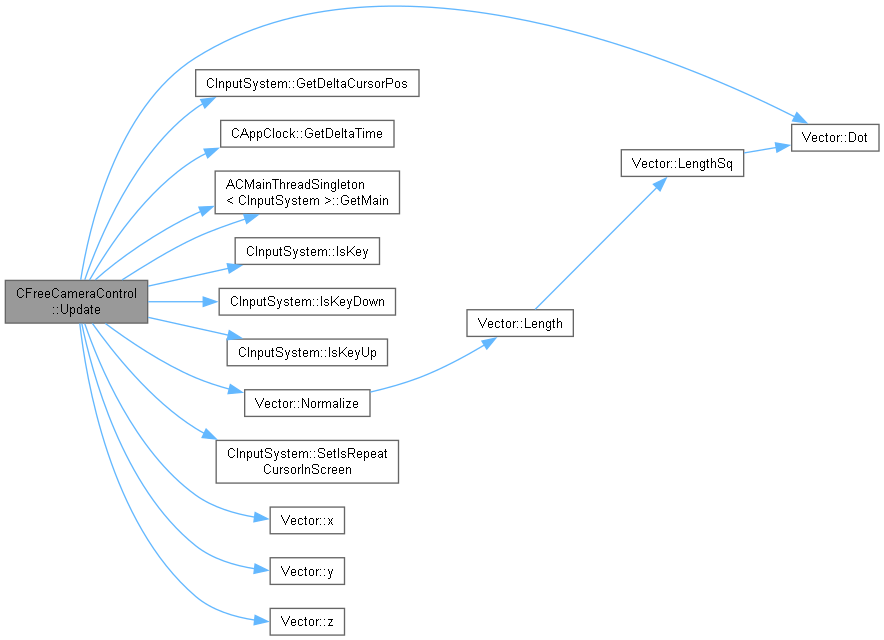 CFreeCameraControl
::Update
CInputSystem::GetDeltaCursorPos
CAppClock::GetDeltaTime
ACMainThreadSingleton
< CInputSystem >::GetMain
CInputSystem::IsKey
CInputSystem::IsKeyDown
CInputSystem::IsKeyUp
Vector::Normalize
CInputSystem::SetIsRepeat
CursorInScreen
Vector::x
Vector::y
Vector::z
Vector::Length
Vector::LengthSq
Vector::Dot